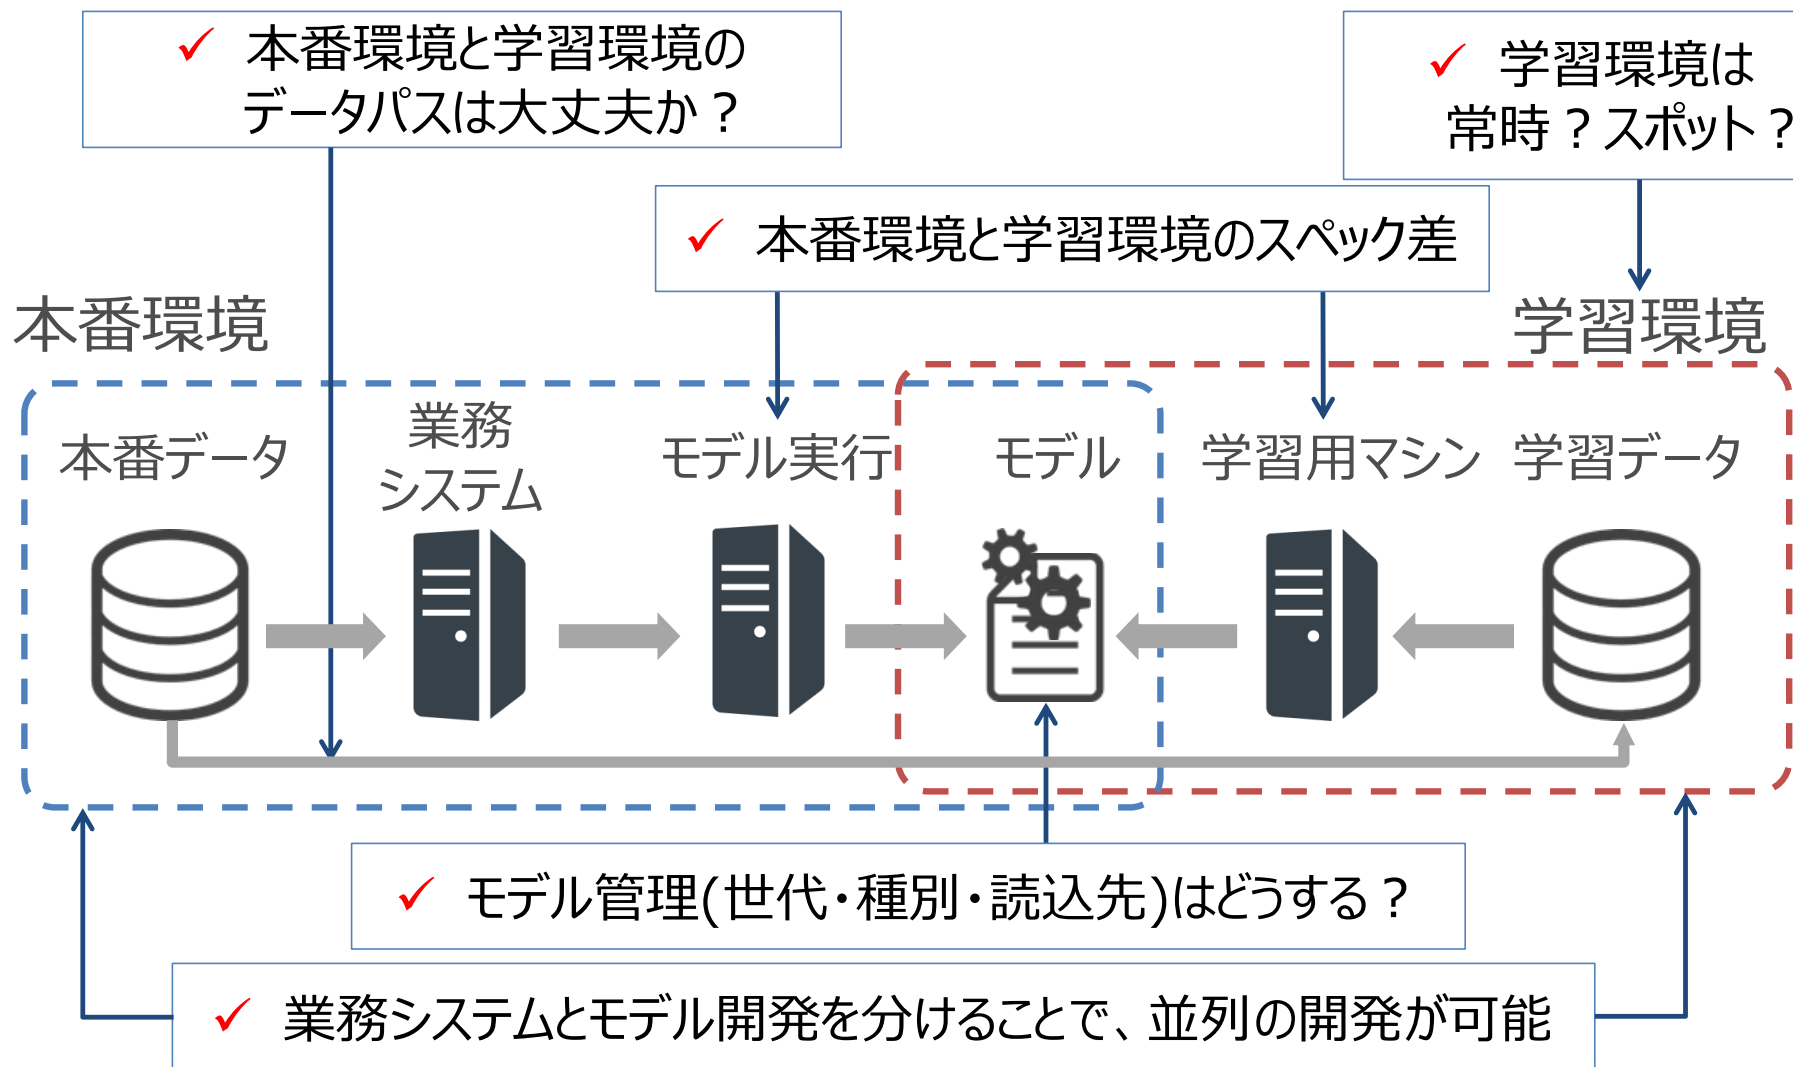 ✓ 本番環境と学習環境の
データパスは大丈夫か？
✓ 学習環境は
常時？スポット？
✓ 本番環境と学習環境のスペック差
本番環境
学習環境
本番データ
業務
システム
モデル実行
モデル
学習用マシン
学習データ
✓ モデル管理(世代・種別・読込先)はどうする？
✓ 業務システムとモデル開発を分けることで、並列の開発が可能